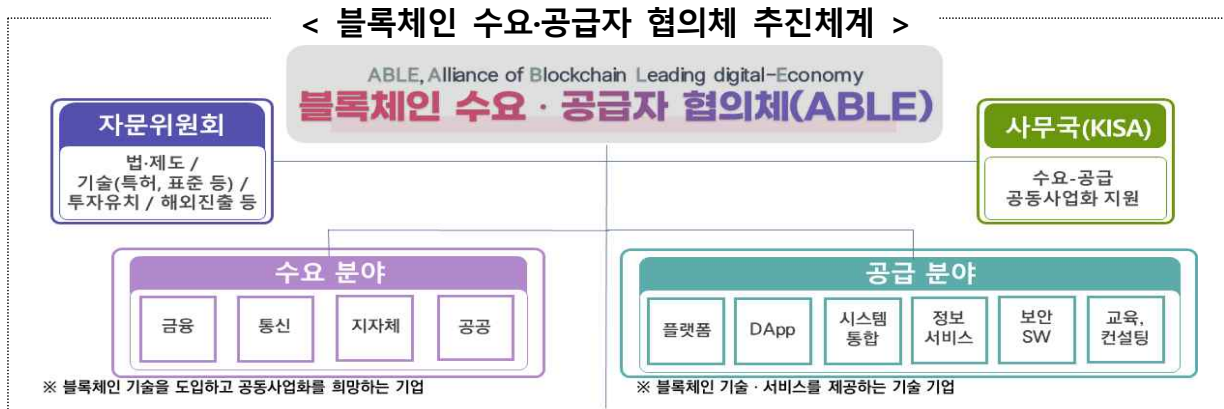 < 블록체인 수요·공급자 협의체 추진체계 >
ABLE, Alliance of Blockchain Leading digital-Economy
블록체인 수요 · 공급자 협의체(ABLE)
자문위원회
법·제도 /
기술(특허, 표준 등) /
투자유치 / 해외진출 등
사무국(KISA)
수요-공급
공동사업화 지원
수요 분야
금융
통신
지자체
공공
※ 블록체인 기술을 도입하고 공동사업화를 희망하는 기업
공급 분야
플랫폼
DApp
시스템
통합
정보
서비스
보안
SW
교육,
컨설팅
※ 블록체인 기술 · 서비스를 제공하는 기술 기업